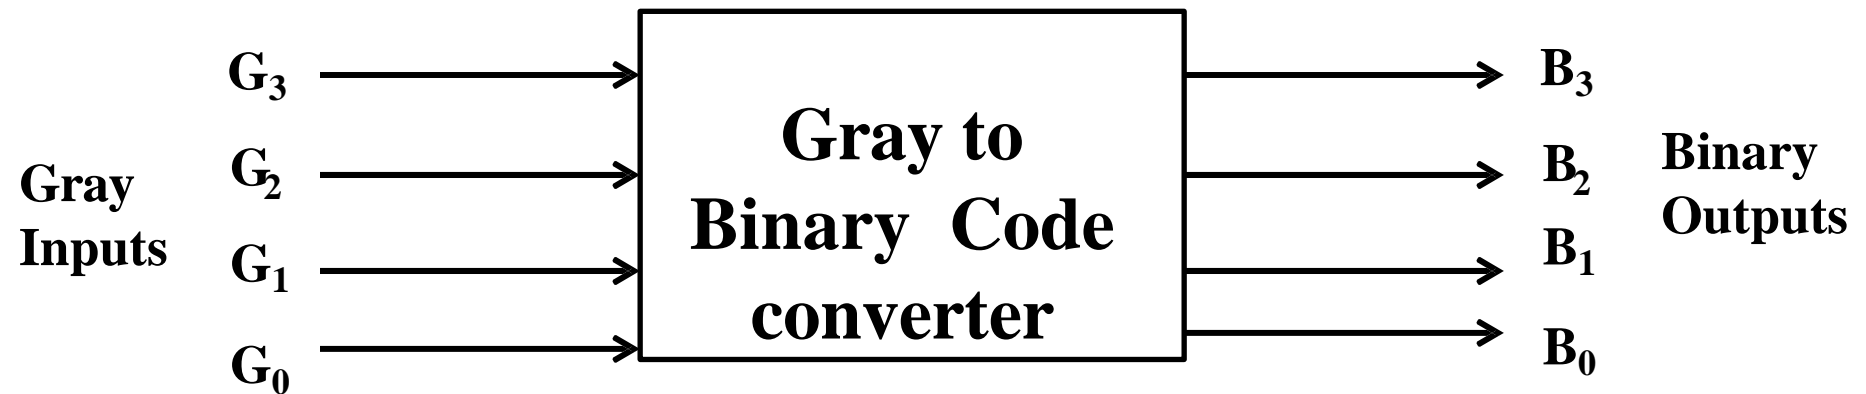 Gray
Inputs
G₃
G₂
G₁
G₀
Gray to
Binary Code
converter
B₃
B₂
B₁
B₀
Binary
Outputs